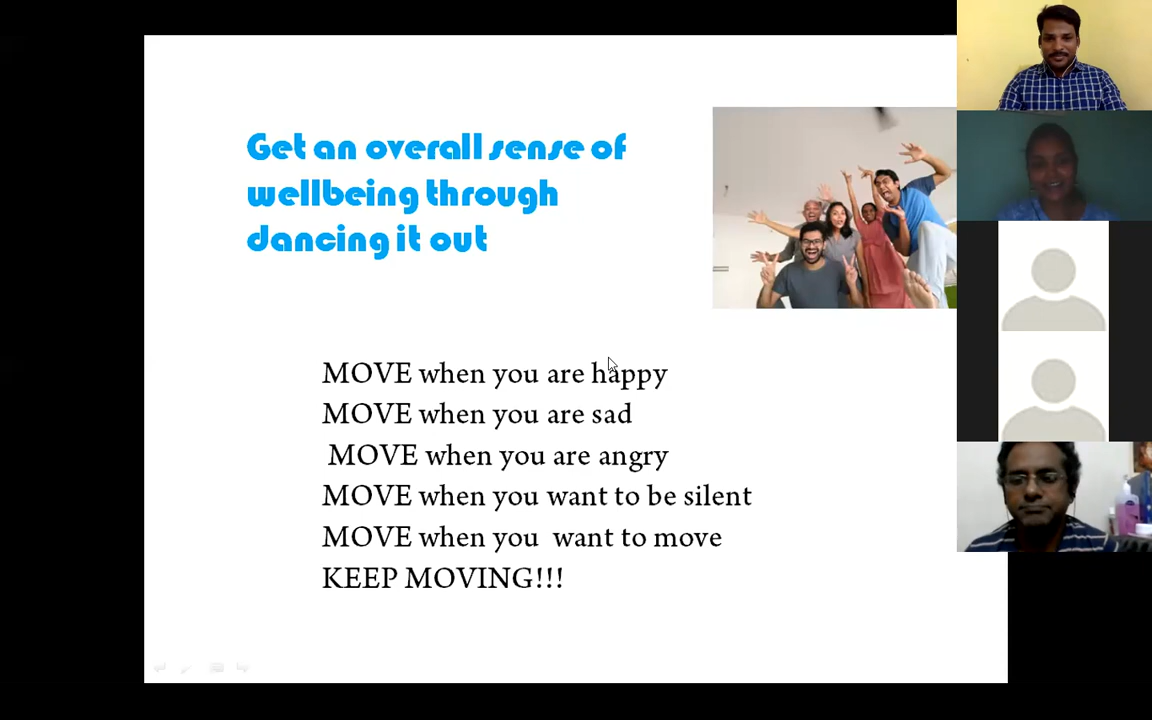 Get an overall sense of
wellbeing through
dancing it out
MOVE when you are happy
MOVE when you are sad
MOVE when you are angry
MOVE when you want to be silent
MOVE when you  want to move
KEEP MOVING!!!